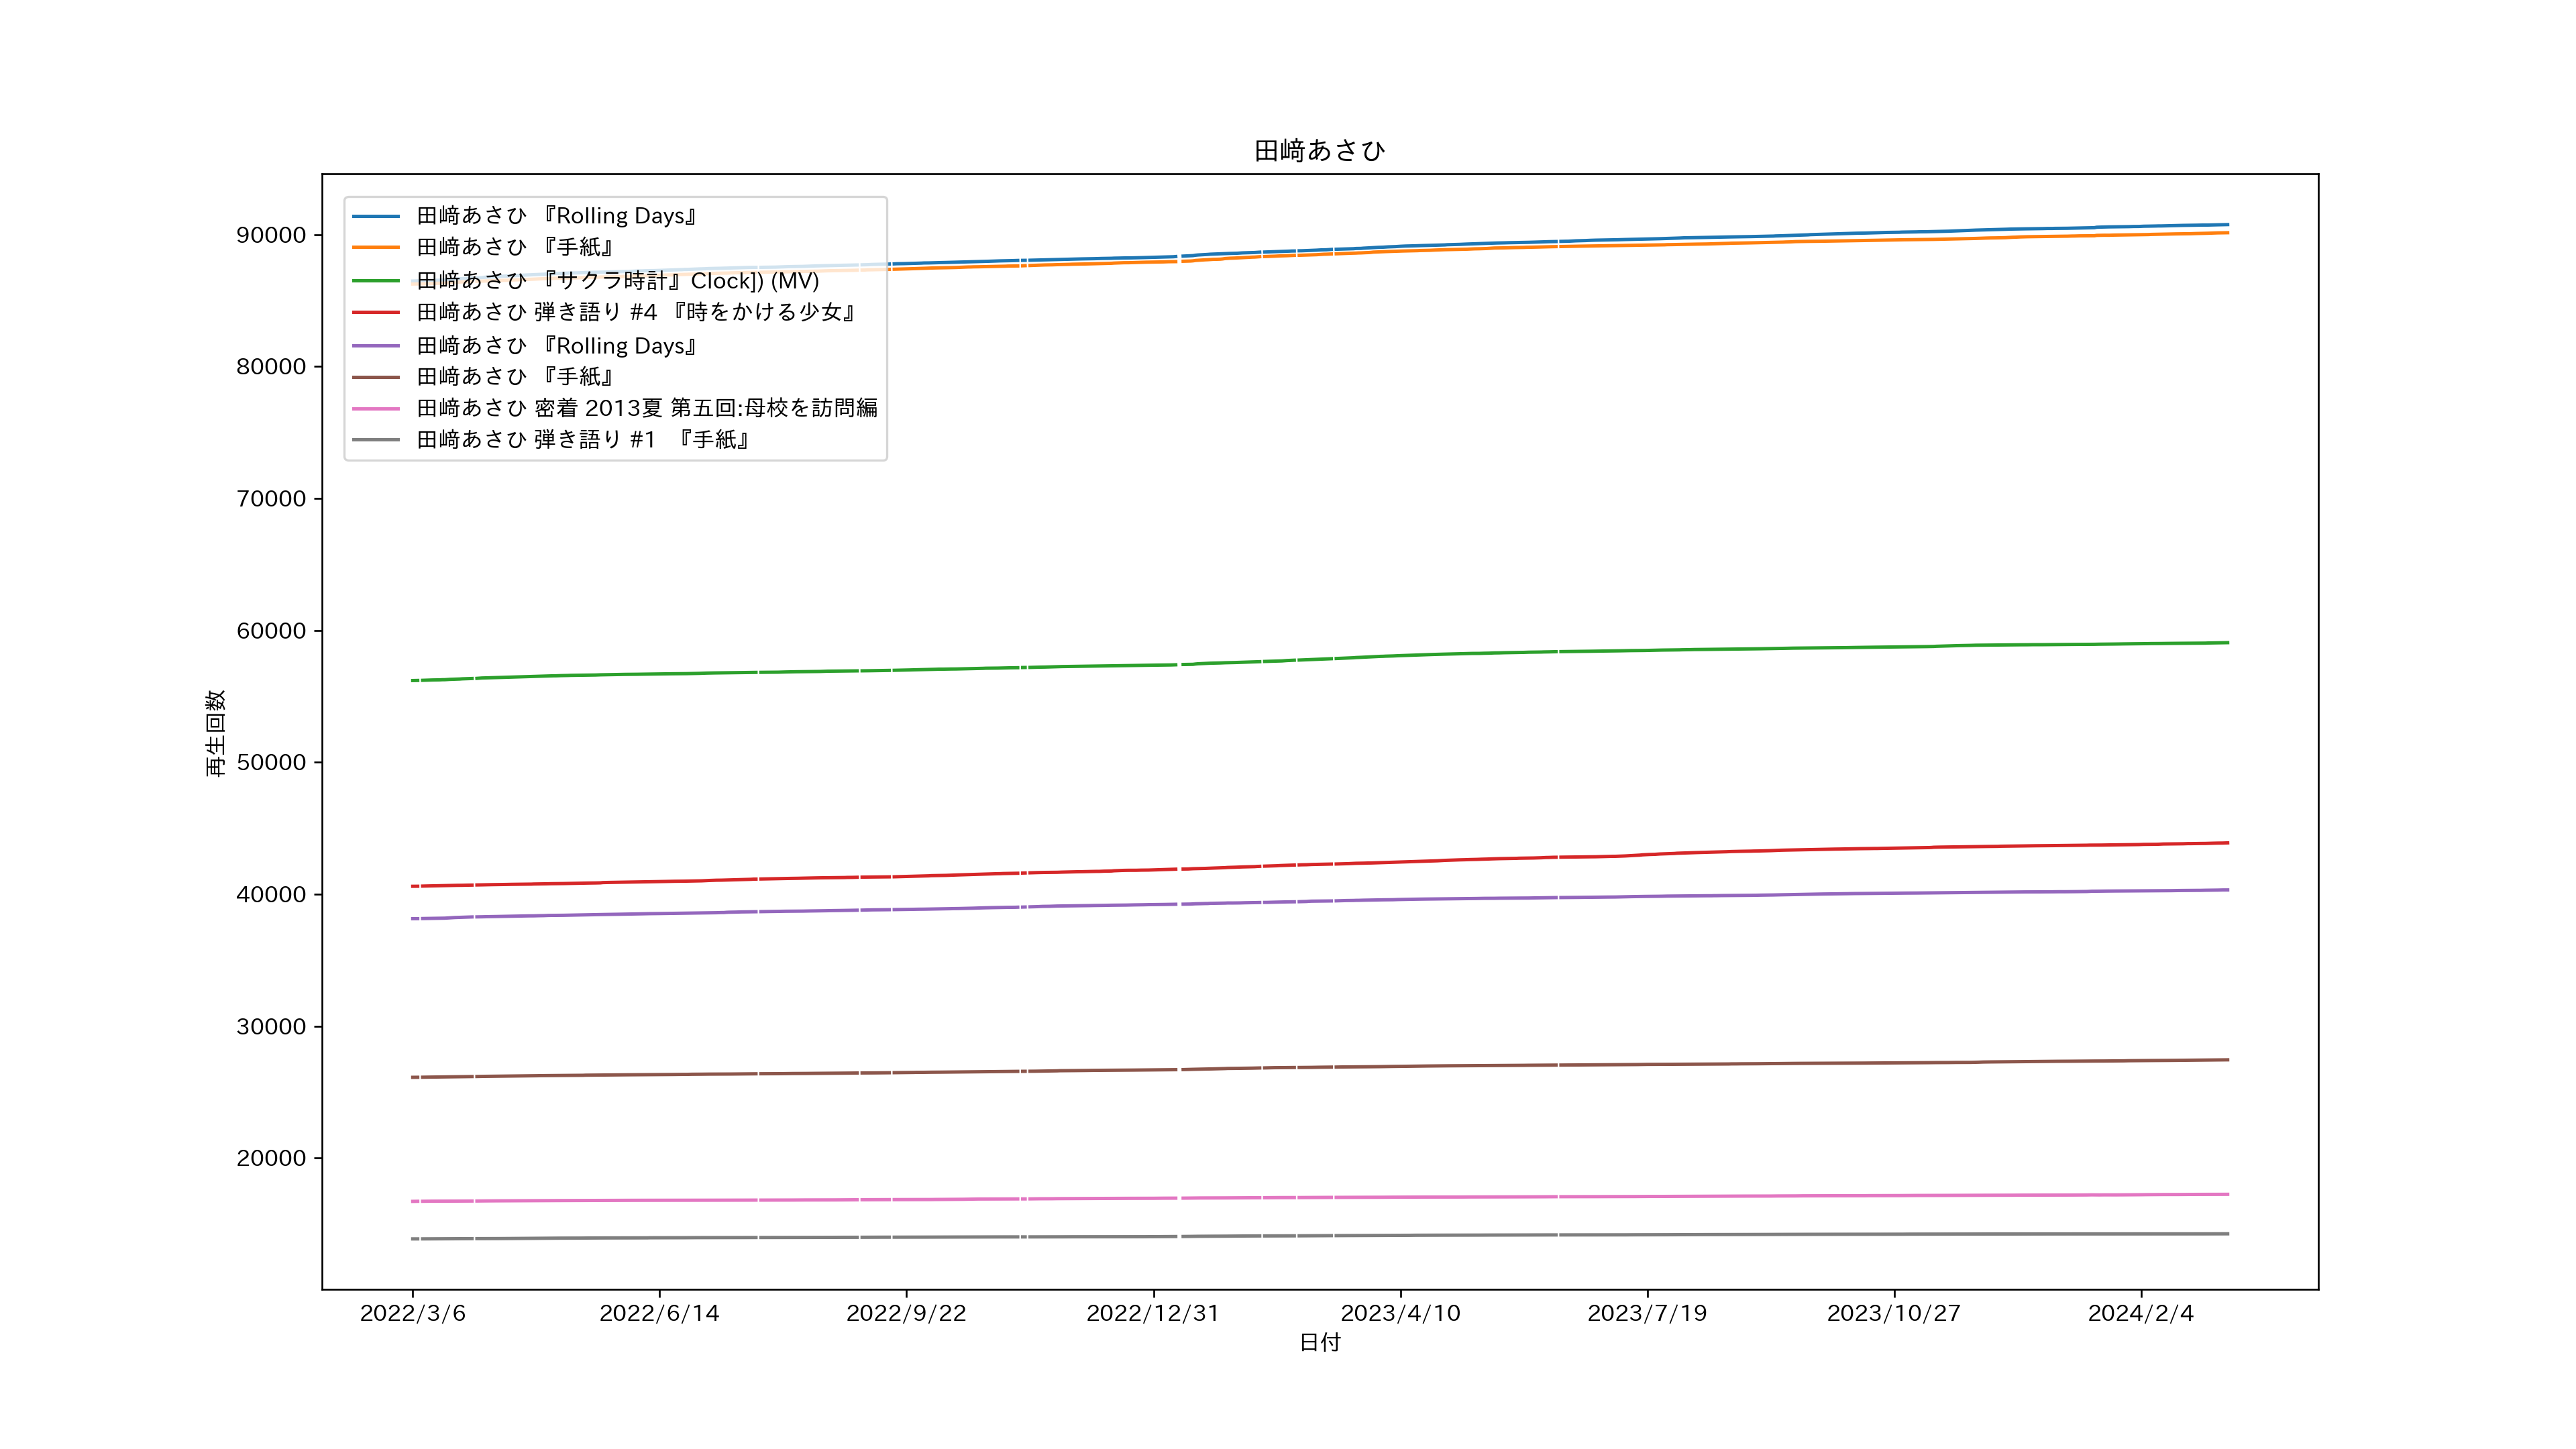 田﨑あさひ
田﨑あさひ 『Rolling Days』
田﨑あさひ 『手紙』
田﨑あさひ 『サクラ時計』Clock]) (MV)
田﨑あさひ 弾き語り #4 『時をかける少女』
田﨑あさひ 『Rolling Days』
田﨑あさひ 『手紙』
田﨑あさひ 密着 2013夏 第五回:母校を訪問編
田﨑あさひ 弾き語り #1 『手紙』
90000
80000
70000
60000
50000
40000
30000
20000
再生回数
2022/3/6 2022/6/14 2022/9/22 2022/12/31 2023/4/10 2023/7/19 2023/10/27 2024/2/4
日付